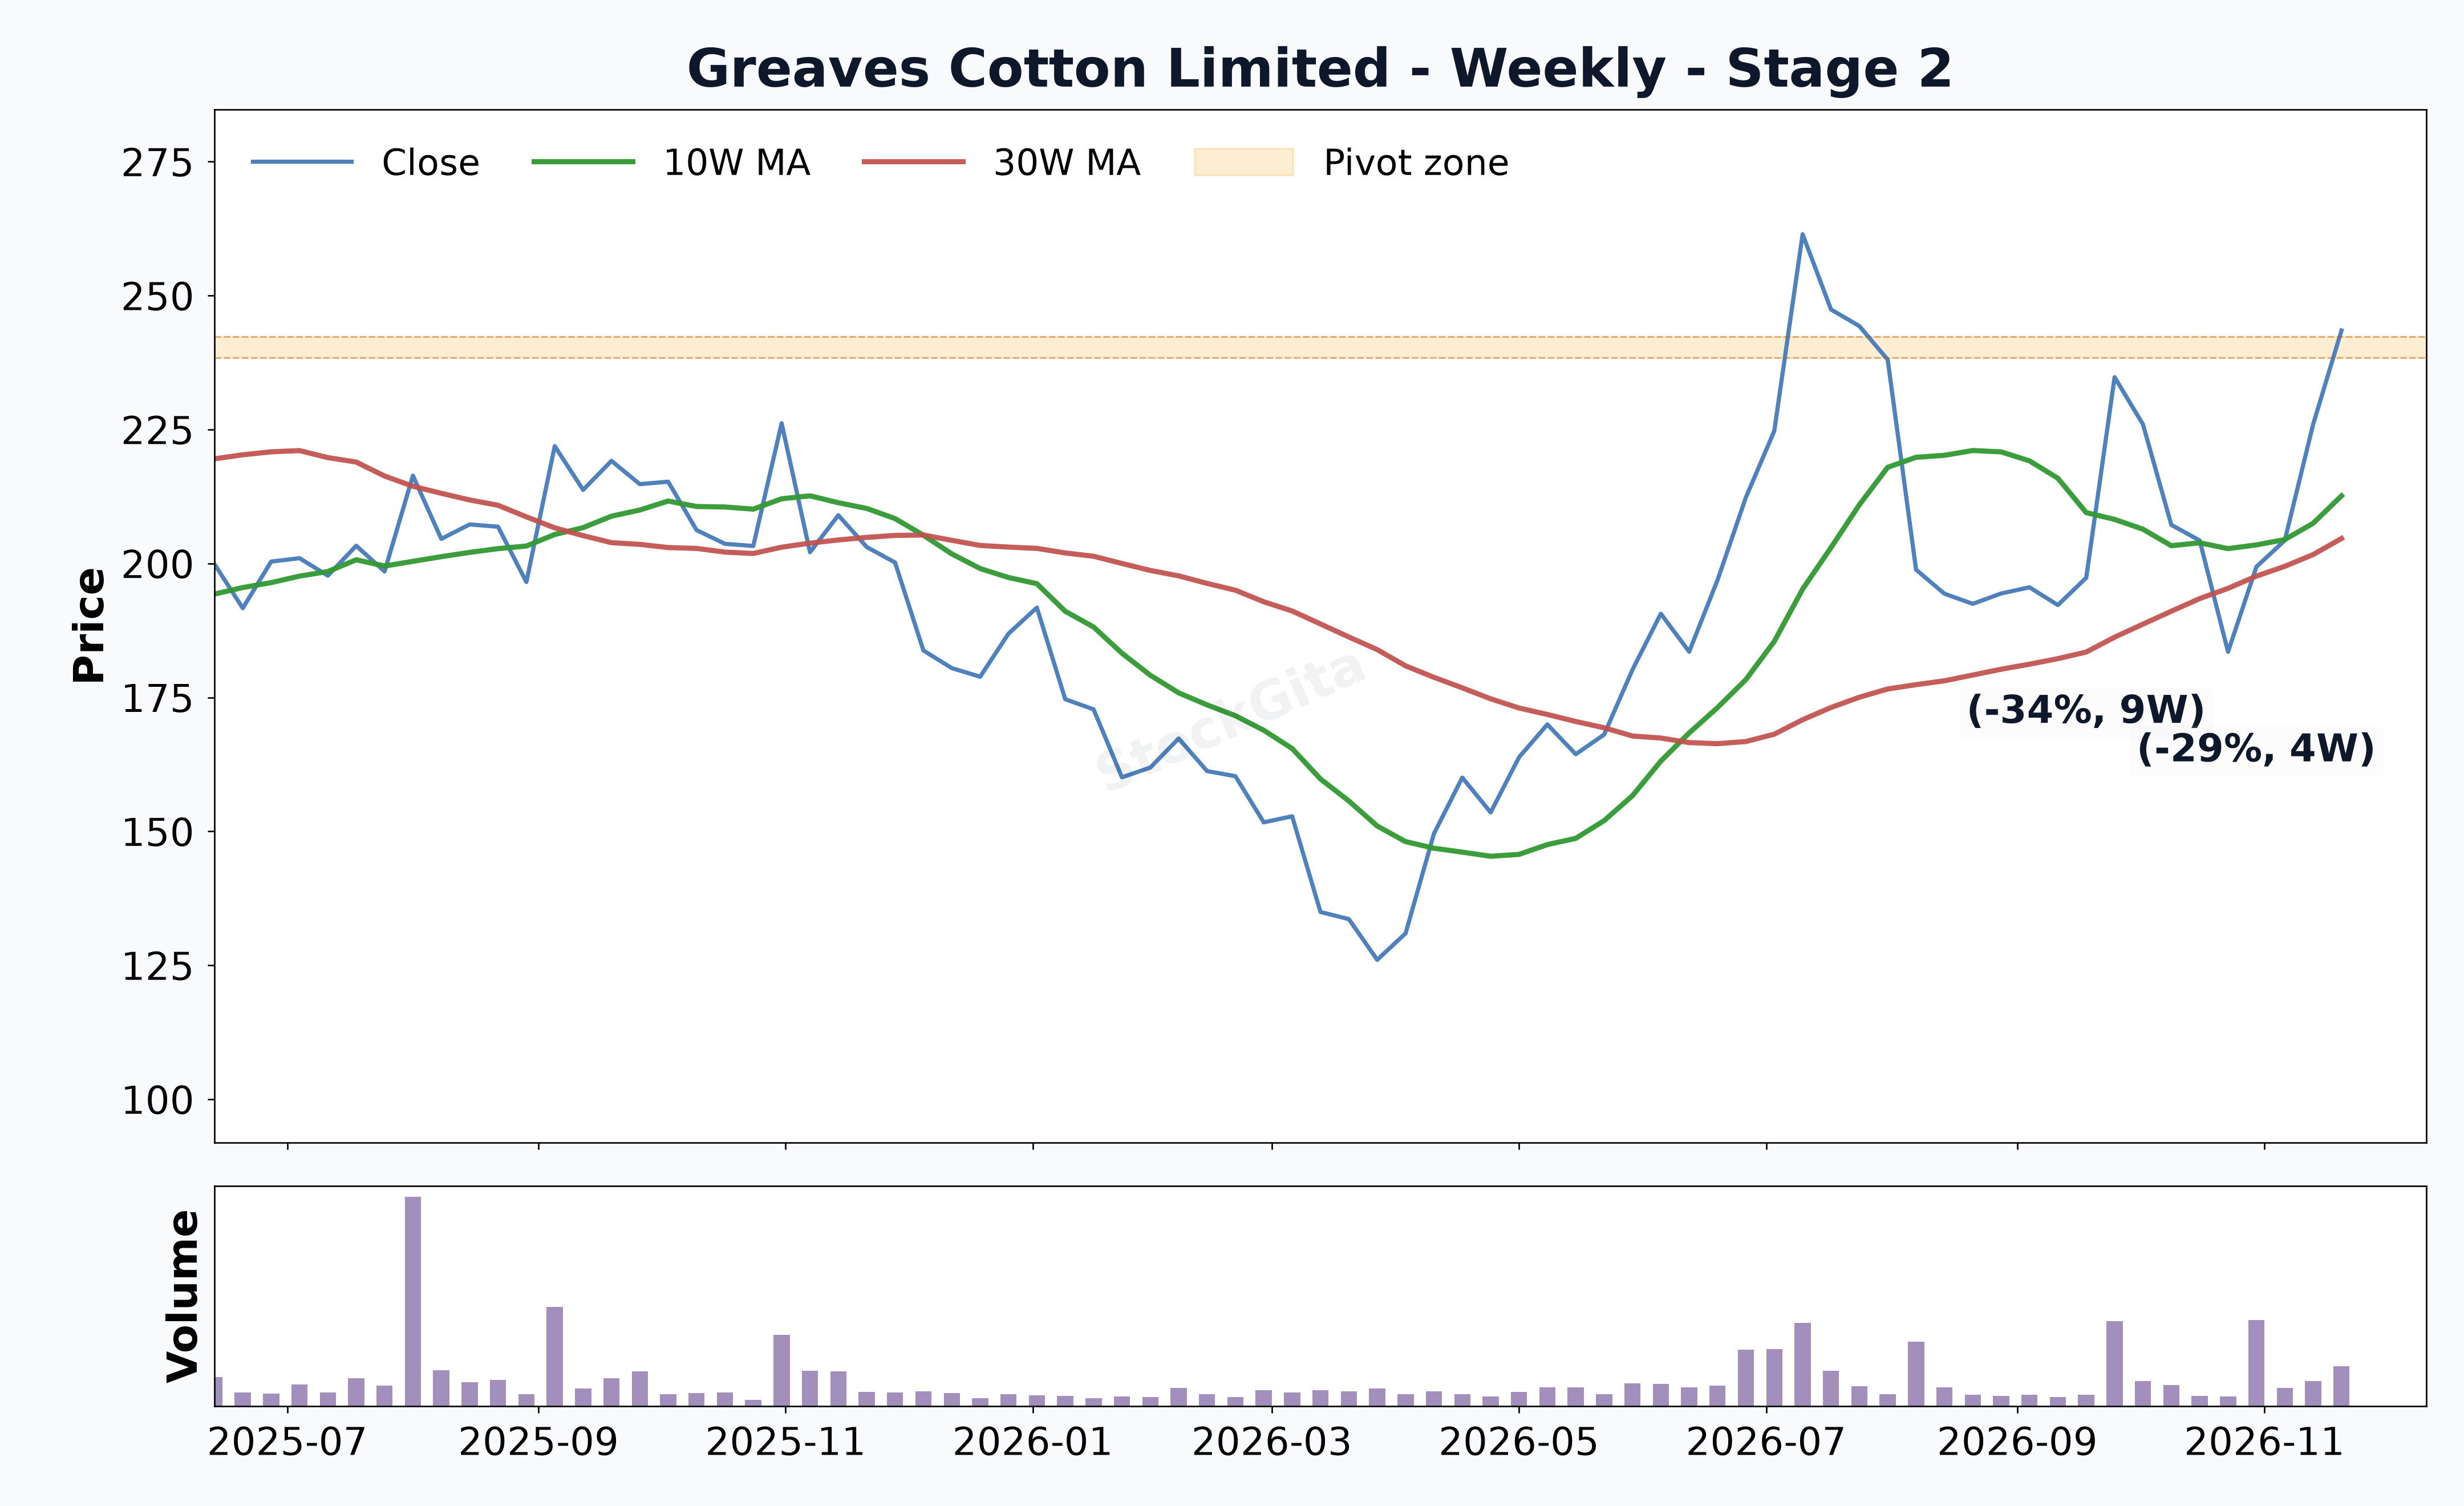 Greaves Cotton Limited - Weekly - Stage 2
Close 10W MA 30W MA Pivot zone
Price
275
250
225
200
175
150
125
100
StockGita
(-34%, 9W)
(-29%, 4W)
Volume
2025-07 2025-09 2025-11 2026-01 2026-03 2026-05 2026-07 2026-09 2026-11